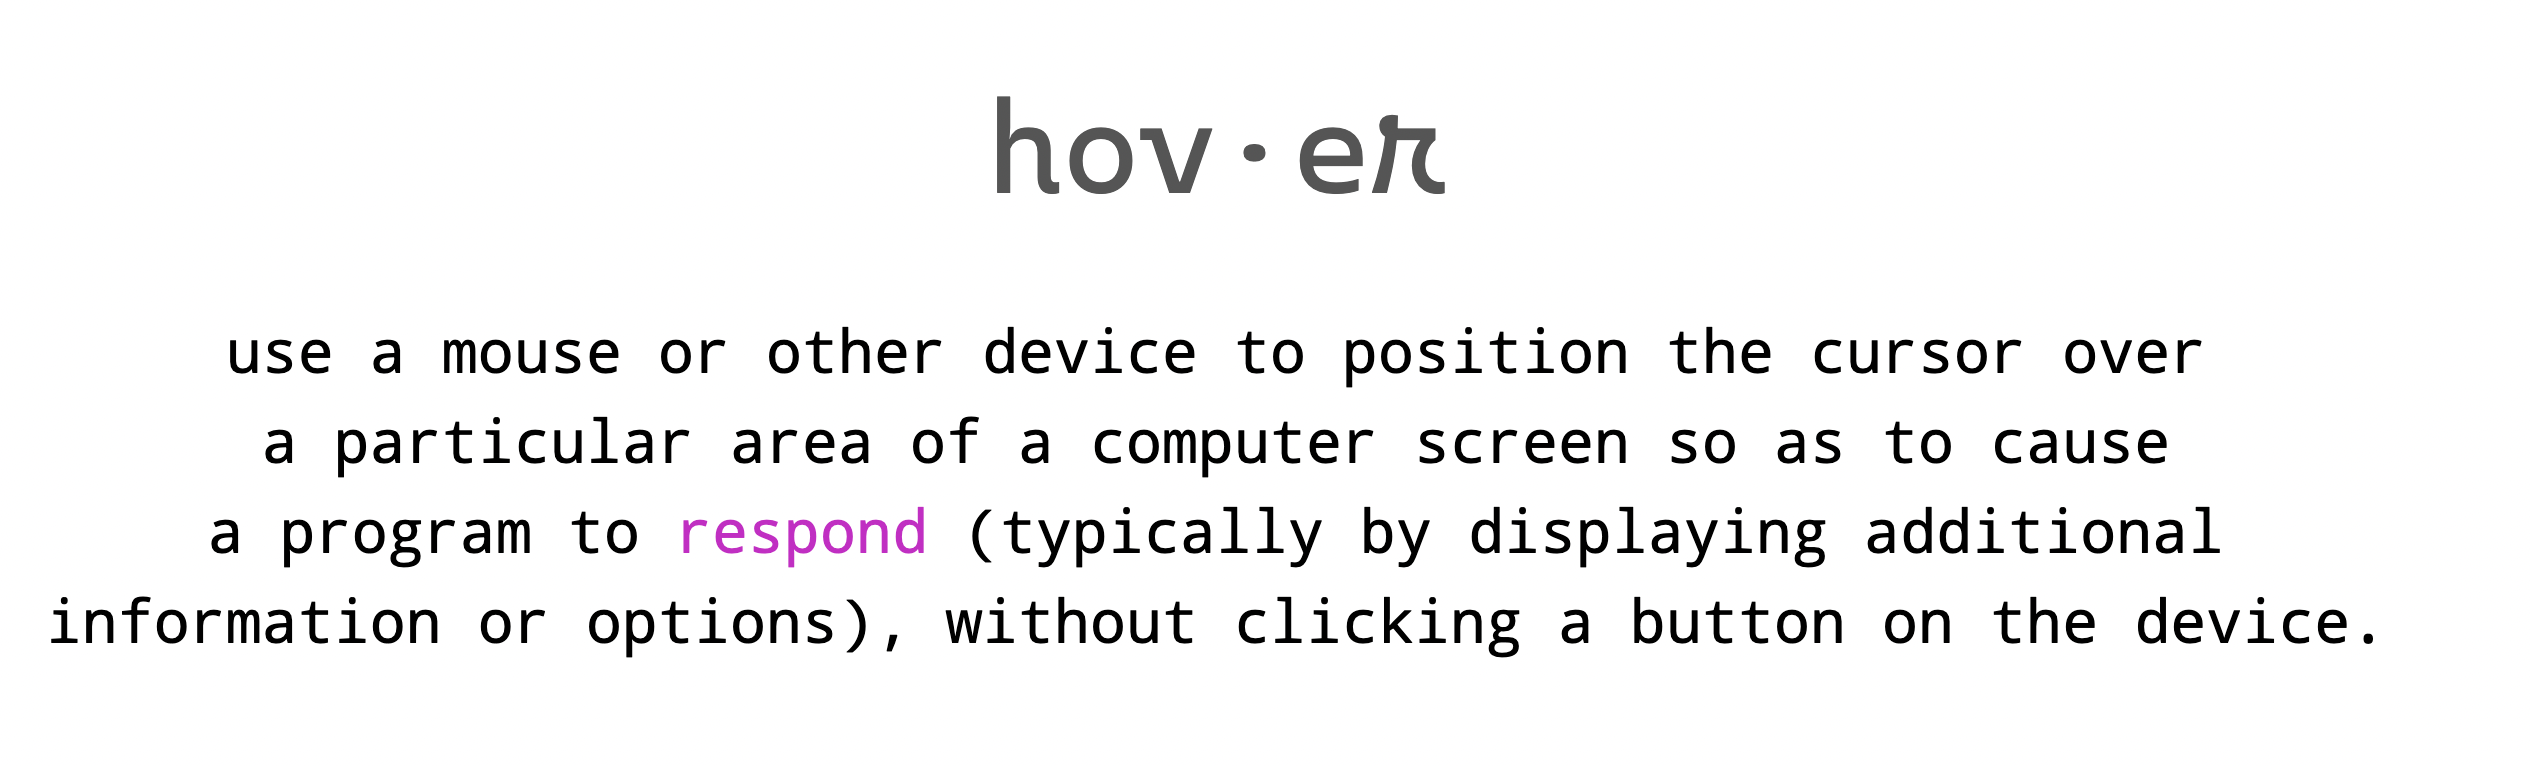 hov·er
use a mouse or other device to position the cursor over
a particular area of a computer screen so as to cause
a program to respond (typically by displaying additional
information or options), without clicking a button on the device.